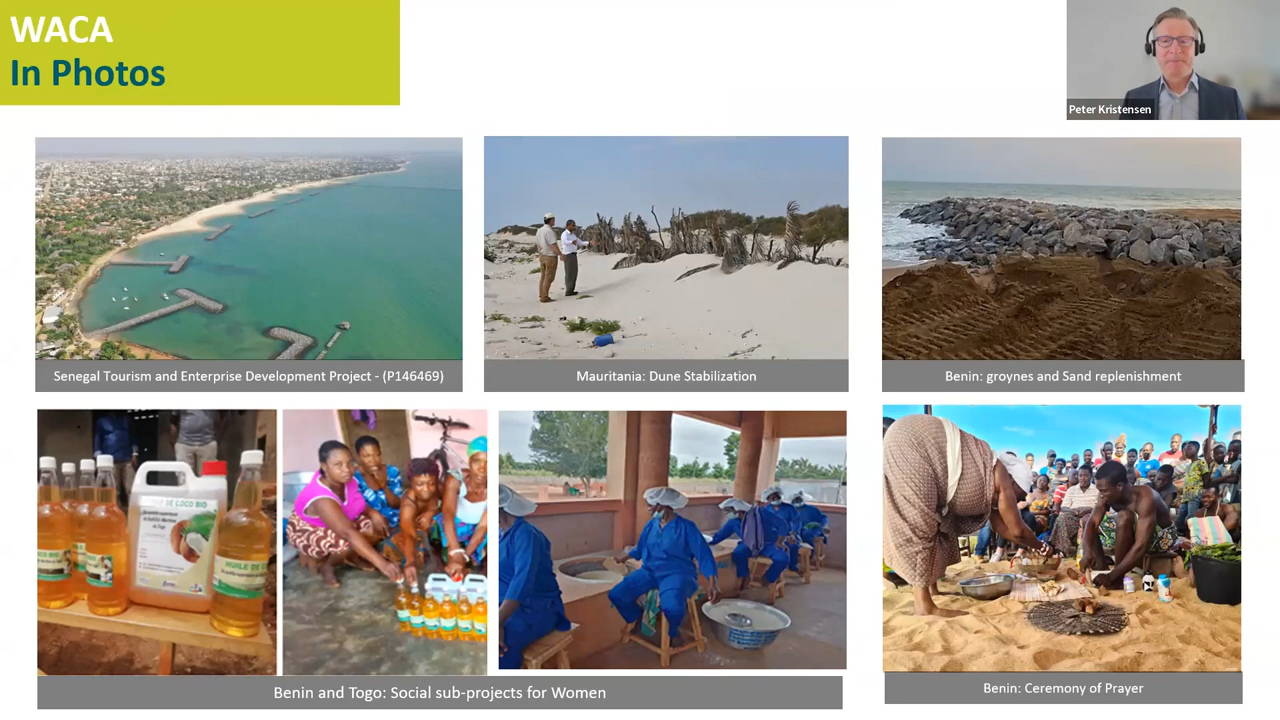 WACA
In Photos
Peter Kristensen
Senegal Tourism and Enterprise Development Project - (P146469)
Mauritania: Dune Stabilization
Benin: groynes and Sand replenishment
DE COCO BIO
HUILE DE
Benin and Togo: Social sub-projects for Women
Benin: Ceremony of Prayer